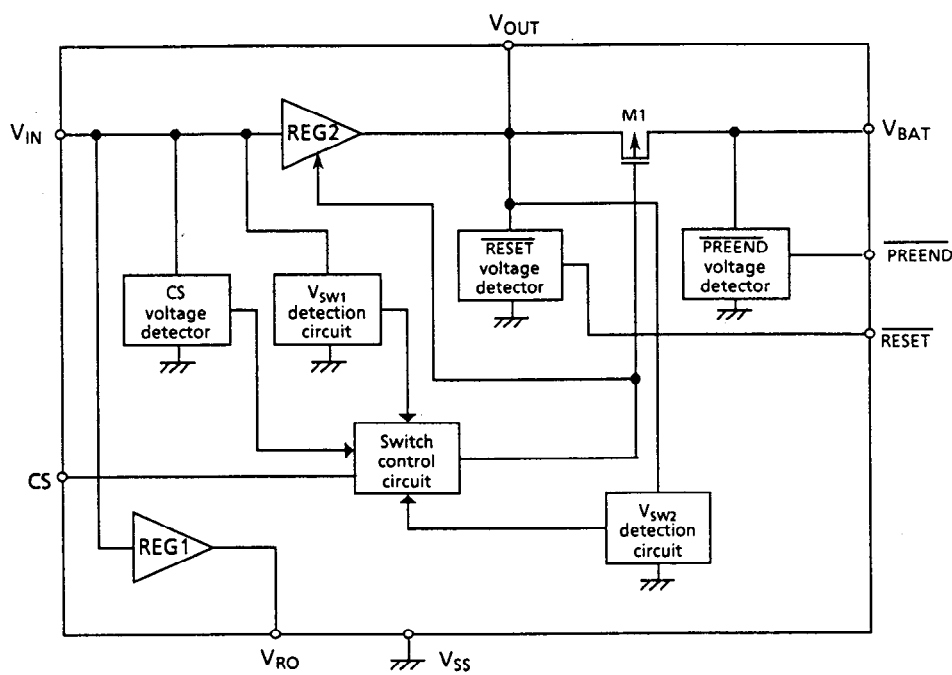 VOUT
VIN
REG2
M1
VBAT
RESET
voltage
detector
PREEND
voltage
detector
PREEND
CS
voltage
detector
VSW1
detection
circuit
RESET
Switch
control
circuit
CS
VSW2
detection
circuit
REG1
VRO
VSS